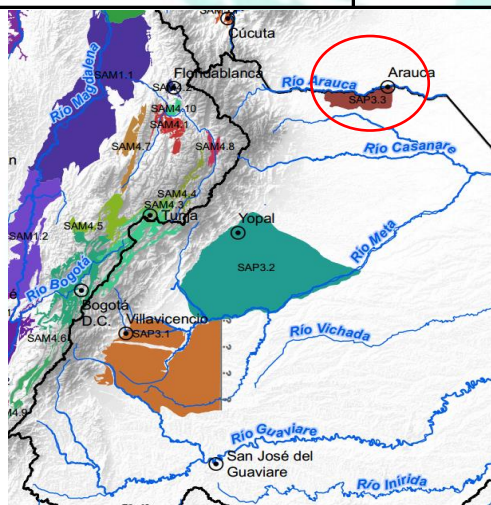 Cúcuta
SAM1.1
Río Magdalena
Floridablanca
SAM4.2
SAM4.10
SAM4.1
SAM4.7
SAM4.8
Río Arauca
Arauca
SAP3.3
Río Casanare
SAM4.4
SAM4.3
Tunja
SAM4.5
Yopal
SAM1.2
Río Meta
SAP3.2
Río Bogotá
Bogotá
D.C.
Villavicencio
SAP3.1
SAM4.6
Río Vichada
Río Guaviare
San José del
Guaviare
Río Inírida